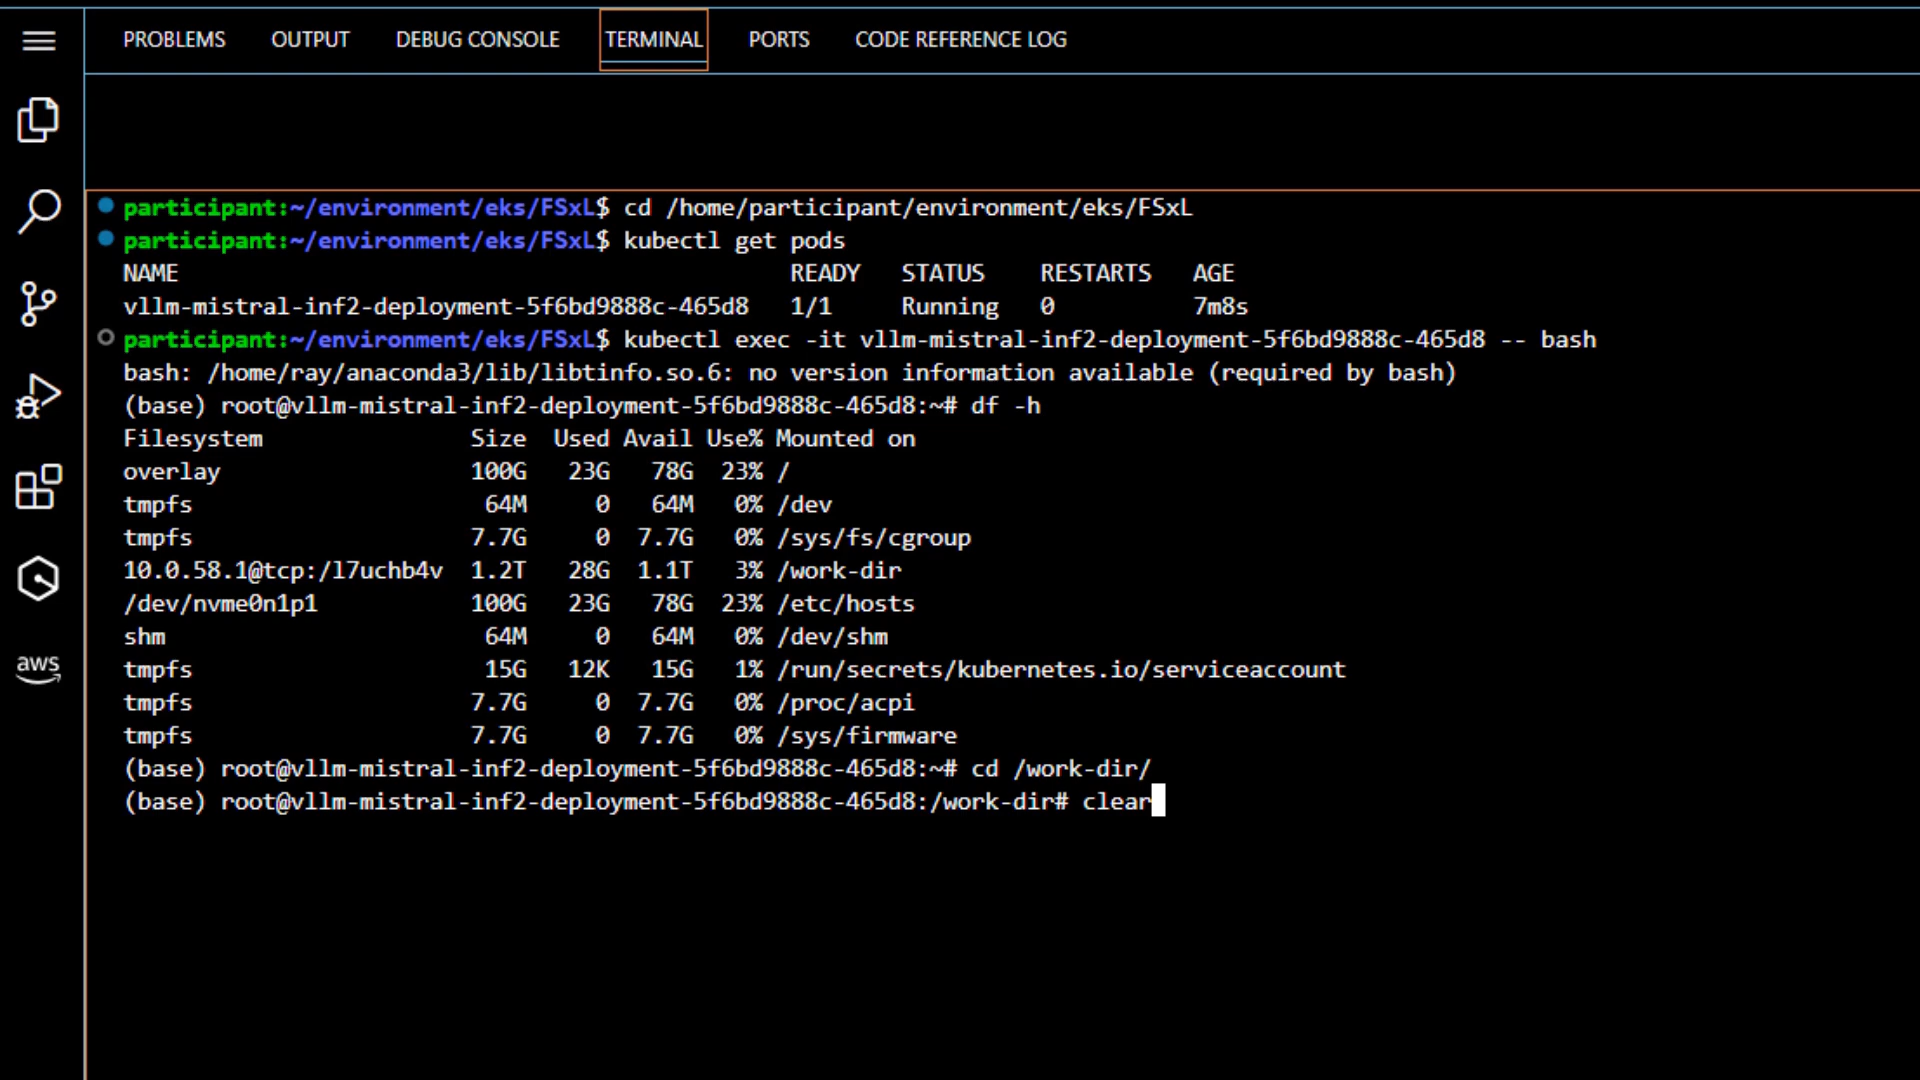 PROBLEMS OUTPUT DEBUG CONSOLE TERMINAL PORTS CODE REFERENCE LOG
participant:~/environment/eks/FSxL$ cd /home/participant/environment/eks/FSxL
participant:~/environment/eks/FSxL$ kubectl get pods
NAME READY STATUS RESTARTS AGE
vllm-mistral-inf2-deployment-5f6bd9888c-465d8 1/1 Running 0 7m8s
participant:~/environment/eks/FSxL$ kubectl exec -it vllm-mistral-inf2-deployment-5f6bd9888c-465d8 -- bash
bash: /home/ray/anaconda3/lib/libtinfo.so.6: no version information available (required by bash)
(base) root@vllm-mistral-inf2-deployment-5f6bd9888c-465d8:~# df -h
Filesystem Size Used Avail Use% Mounted on
overlay 100G 23G 78G 23% /
tmpfs 64M 0 64M 0% /dev
tmpfs 7.7G 0 7.7G 0% /sys/fs/cgroup
10.0.58.1@tcp:/l7uchb4v 1.2T 28G 1.1T 3% /work-dir
/dev/nvme0n1p1 100G 23G 78G 23% /etc/hosts
shm 64M 0 64M 0% /dev/shm
tmpfs 15G 12K 15G 1% /run/secrets/kubernetes.io/serviceaccount
tmpfs 7.7G 0 7.7G 0% /proc/acpi
tmpfs 7.7G 0 7.7G 0% /sys/firmware
(base) root@vllm-mistral-inf2-deployment-5f6bd9888c-465d8:~# cd /work-dir/
(base) root@vllm-mistral-inf2-deployment-5f6bd9888c-465d8:/work-dir# clear
aws